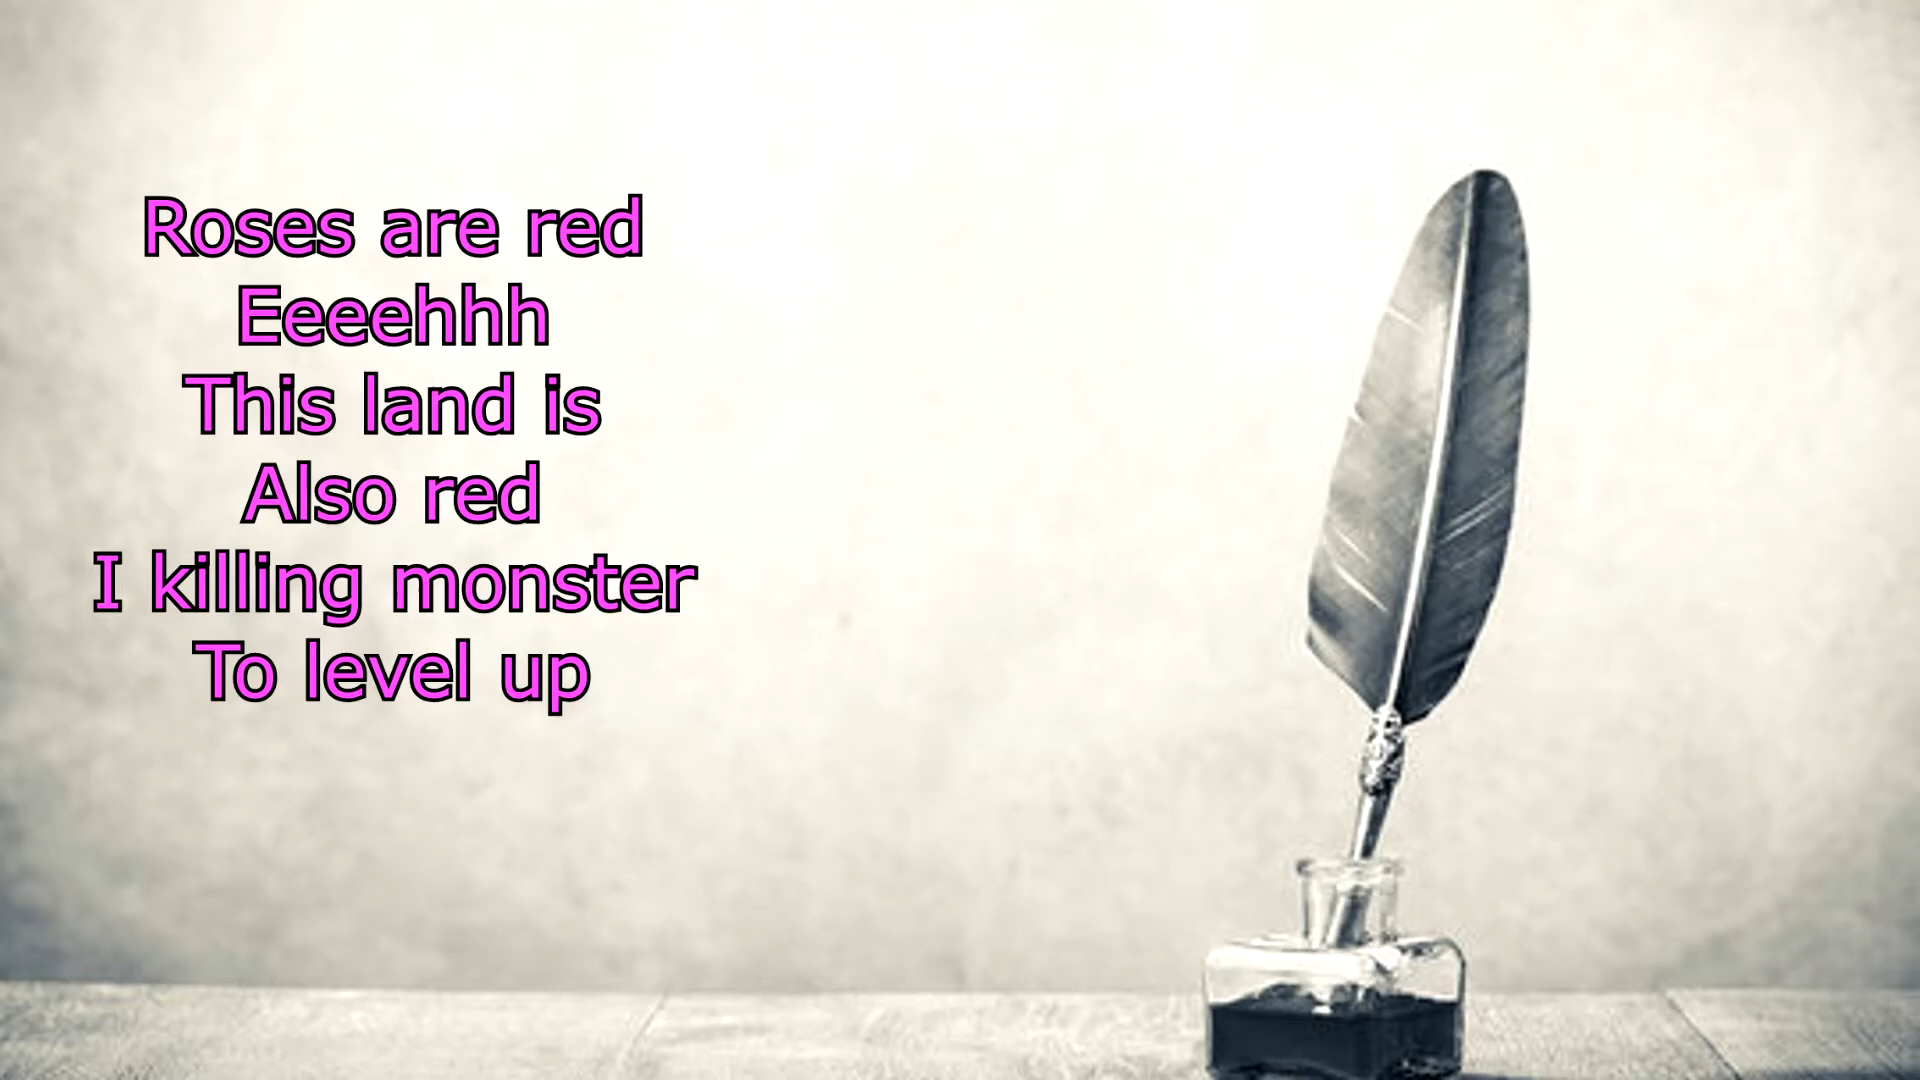 Roses are red
Eeeehhh
This land is
Also red
I killing monster
To level up